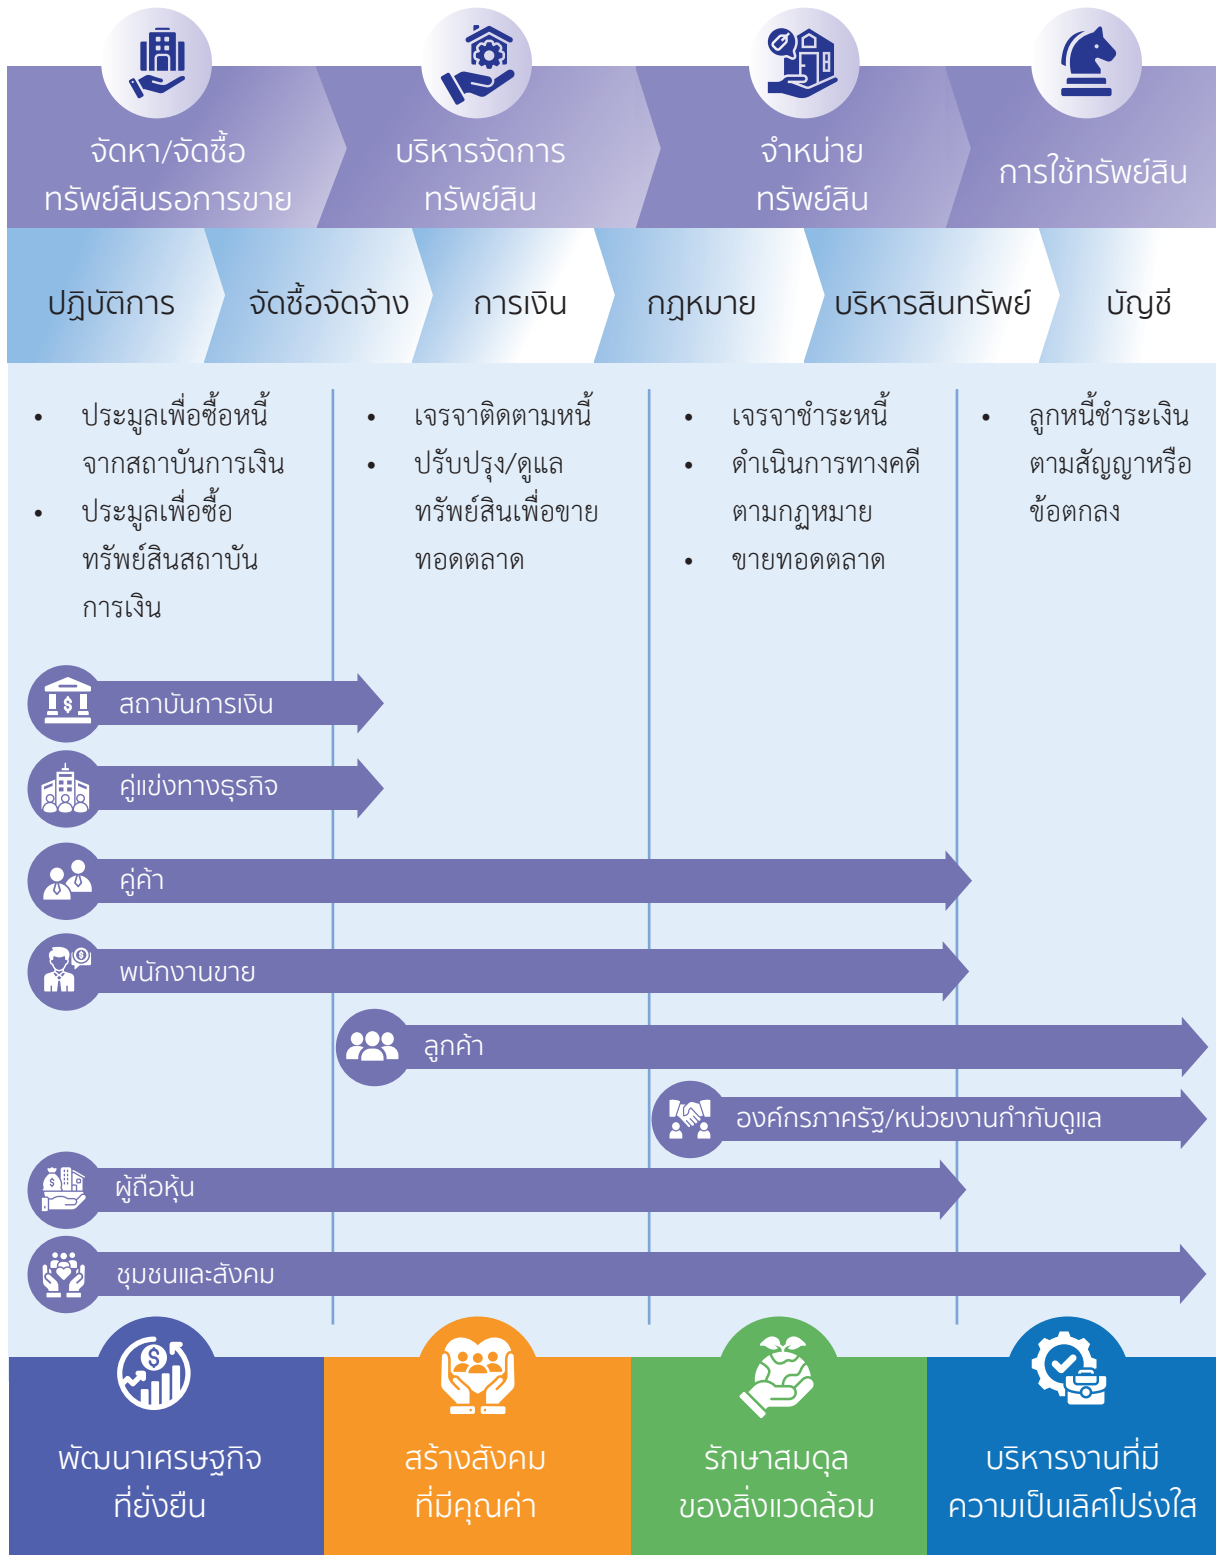 จัดหา/จัดซื้อ
ทรัพย์สินรอการขาย
บริหารจัดการ
ทรัพย์สิน
จำหน่าย
ทรัพย์สิน
การใช้ทรัพย์สิน
ปฏิบัติการ
จัดซื้อจัดจ้าง
การเงิน
กฎหมาย
บริหารสินทรัพย์
บัญชี
• ประมูลเพื่อซื้อหนี้
จากสถาบันการเงิน
• ประมูลเพื่อซื้อ
ทรัพย์สินสถาบัน
การเงิน
• เจรจาติดตามหนี้
• ปรับปรุง/ดูแล
ทรัพย์สินเพื่อขาย
ทอดตลาด
• เจรจาชำระหนี้
• ดำเนินการทางคดี
ตามกฎหมาย
• ขายทอดตลาด
• ลูกหนี้ชำระเงิน
ตามสัญญาหรือ
ข้อตกลง
สถาบันการเงิน
คู่แข่งทางธุรกิจ
คู่ค้า
พนักงานขาย
ลูกค้า
องค์กรภาครัฐ/หน่วยงานกำกับดูแล
ผู้ถือหุ้น
ชุมชนและสังคม
พัฒนาเศรษฐกิจ
ที่ยั่งยืน
สร้างสังคม
ที่มีคุณค่า
รักษาสมดุล
ของสิ่งแวดล้อม
บริหารงานที่มี
ความเป็นเลิศโปร่งใส